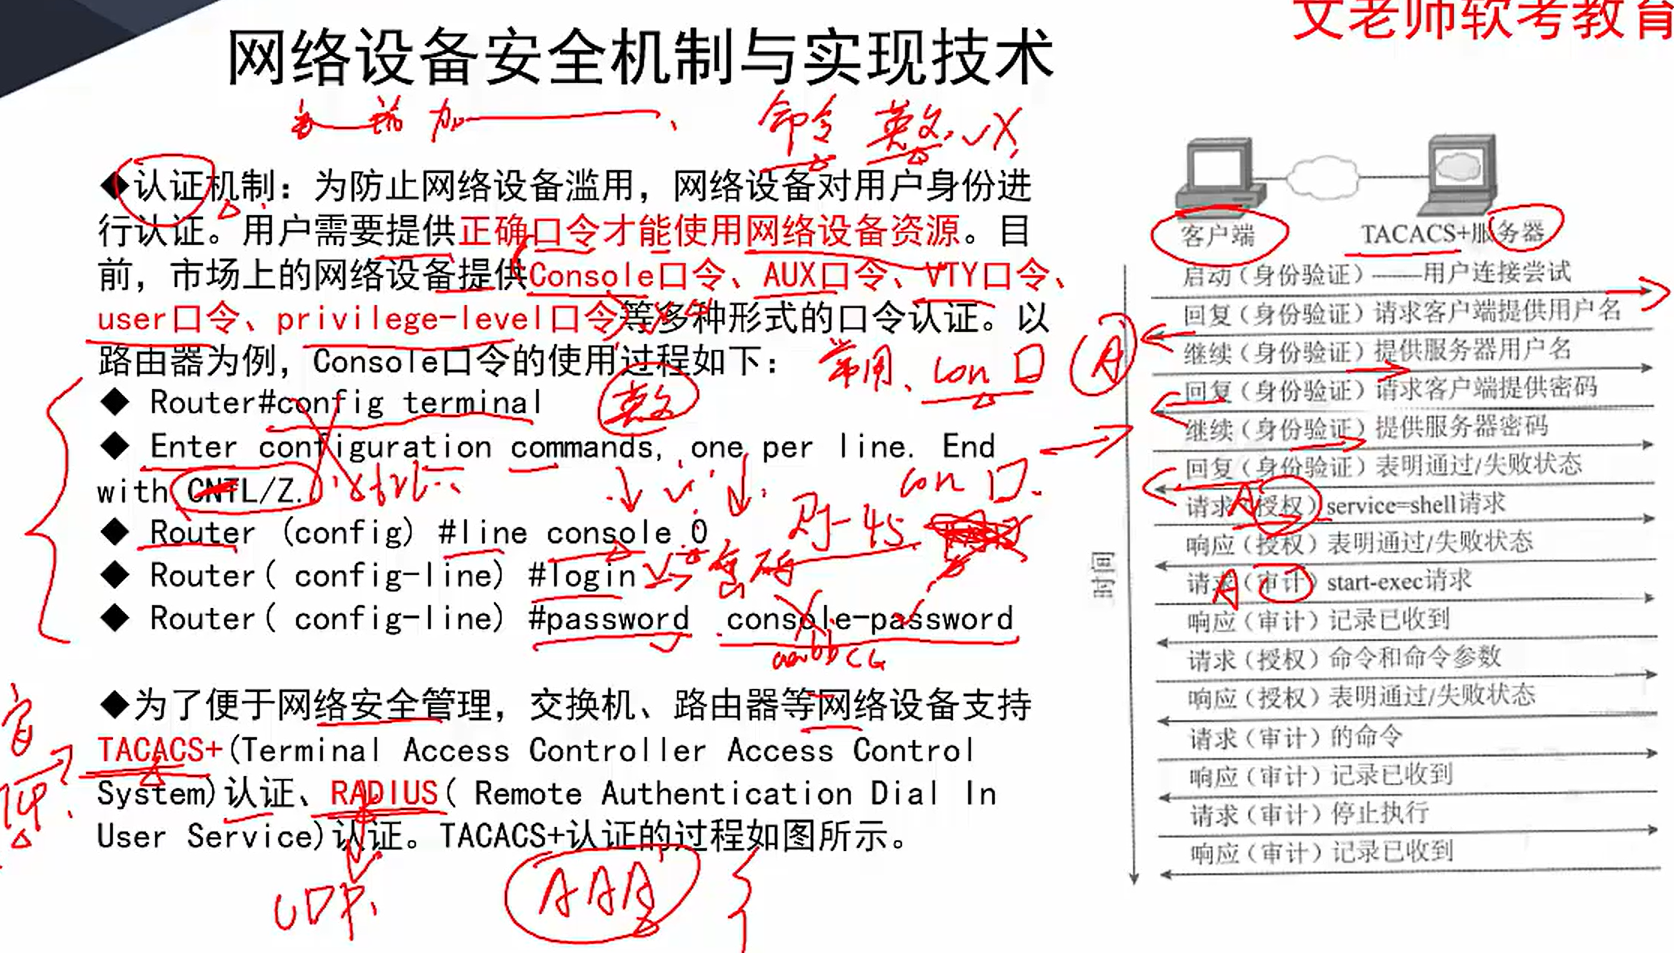 文老师软考教育
网络设备安全机制与实现技术
加
命令 英文
◆认证机制：为防止网络设备滥用，网络设备对用户身份进
行认证。用户需要提供正确口令才能使用网络设备资源。目
前，市场上的网络设备提供Console口令、AUX口令、VTY口令、
user口令、privilege-level口令等多种形式的口令认证。以
路由器为例，Console口令的使用过程如下：
常用、con 口
A
英文
◆ Router#config terminal
◆ Enter configuration commands, one per line. End
with CNTL/Z.
con 口.
◆ Router (config) #line console 0
◆ Router( config-line) #login
密码
◆ Router( config-line) #password console-password
◆为了便于网络安全管理，交换机、路由器等网络设备支持
TACACS+(Terminal Access Controller Access Control
System)认证、RADIUS( Remote Authentication Dial In
User Service)认证。TACACS+认证的过程如图所示。
UDP
AAA
客户端
TACACS+服务器
启动（身份验证）——用户连接尝试
回复（身份验证）请求客户端提供用户名
继续（身份验证）提供服务器用户名
回复（身份验证）请求客户端提供密码
继续（身份验证）提供服务器密码
回复（身份验证）表明通过/失败状态
请求（授权）service=shell请求
A
响应（授权）表明通过/失败状态
请求（审计）start-exec请求
A
响应（审计）记录已收到
请求（授权）命令和命令参数
响应（授权）表明通过/失败状态
请求（审计）的命令
响应（审计）记录已收到
请求（审计）停止执行
响应（审计）记录已收到
时间